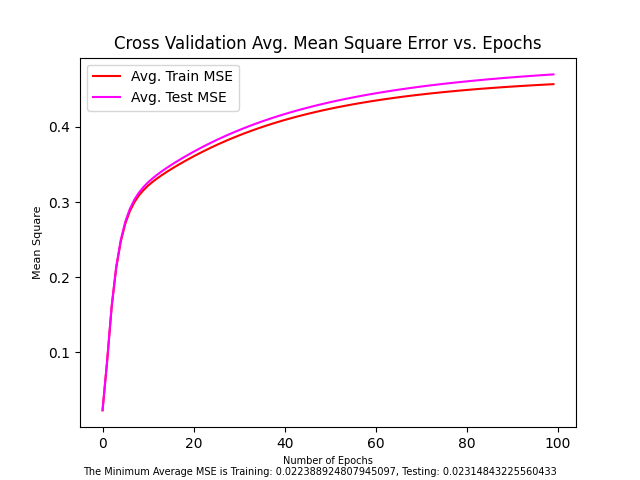 Cross Validation Avg. Mean Square Error vs. Epochs
Avg. Train MSE
Avg. Test MSE
0.4
0.3
0.2
0.1
Mean Square
0 20 40 60 80 100
Number of Epochs
The Minimum Average MSE is Training: 0.022388924807945097, Testing: 0.02314843225560433